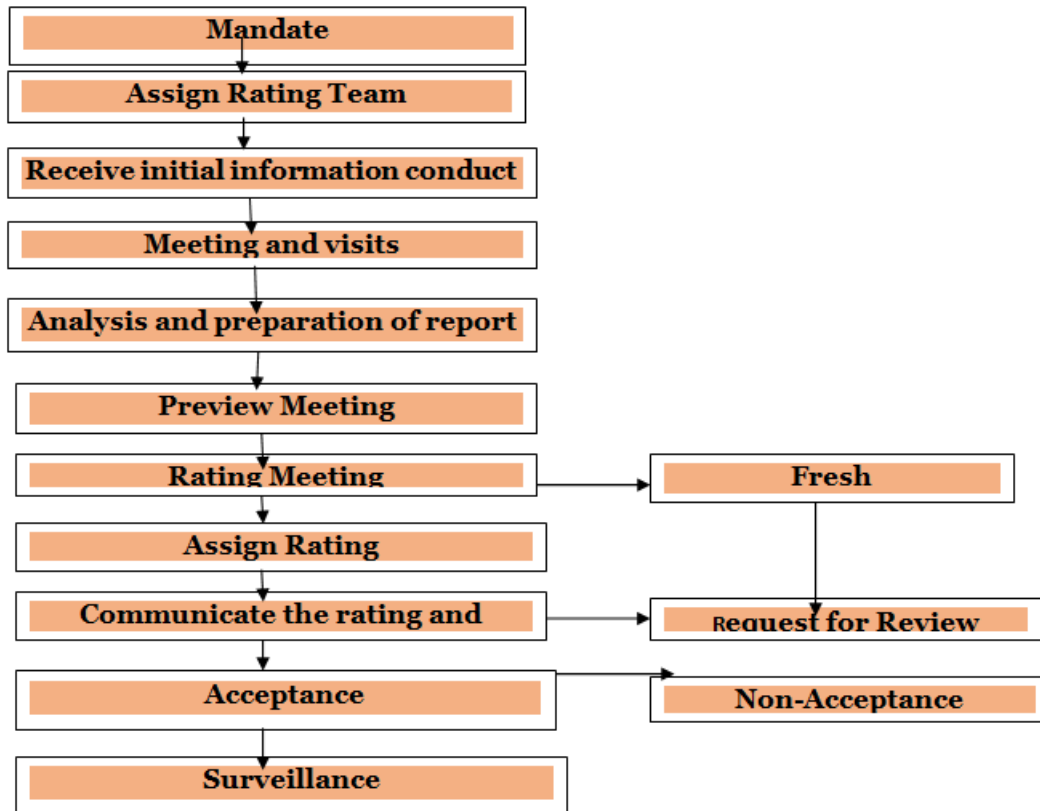 Mandate
Assign Rating Team
Receive initial information conduct
Meeting and visits
Analysis and preparation of report
Preview Meeting
Rating Meeting
Fresh
Assign Rating
Communicate the rating and
Request for Review
Acceptance
Non-Acceptance
Surveillance